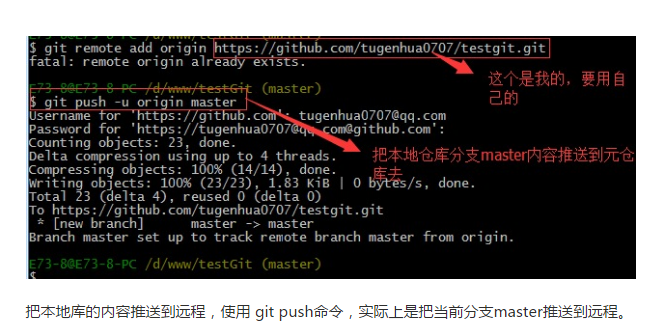 E73-8@E73-8-PC /d/www/testGit (master)
$ git remote add origin https://github.com/tugenhua0707/testgit.git
fatal: remote origin already exists.
这个是我的，要用自
己的
E73-8@E73-8-PC /d/www/testGit (master)
$ git push -u origin master
Username for 'https://github.com': tugenhua0707@qq.com
Password for 'https://tugenhua0707@qq.com@github.com':
Counting objects: 23, done.
Delta compression using up to 4 threads.
把本地仓库分支master内容推送到元仓
库去
Compressing objects: 100% (14/14), done.
Writing objects: 100% (23/23), 1.83 KiB | 0 bytes/s, done.
Total 23 (delta 4), reused 0 (delta 0)
To https://github.com/tugenhua0707/testgit.git
* [new branch] master -> master
Branch master set up to track remote branch master from origin.
E73-8@E73-8-PC /d/www/testGit (master)
$
把本地库的内容推送到远程，使用 git push命令，实际上是把当前分支master推送到远程。